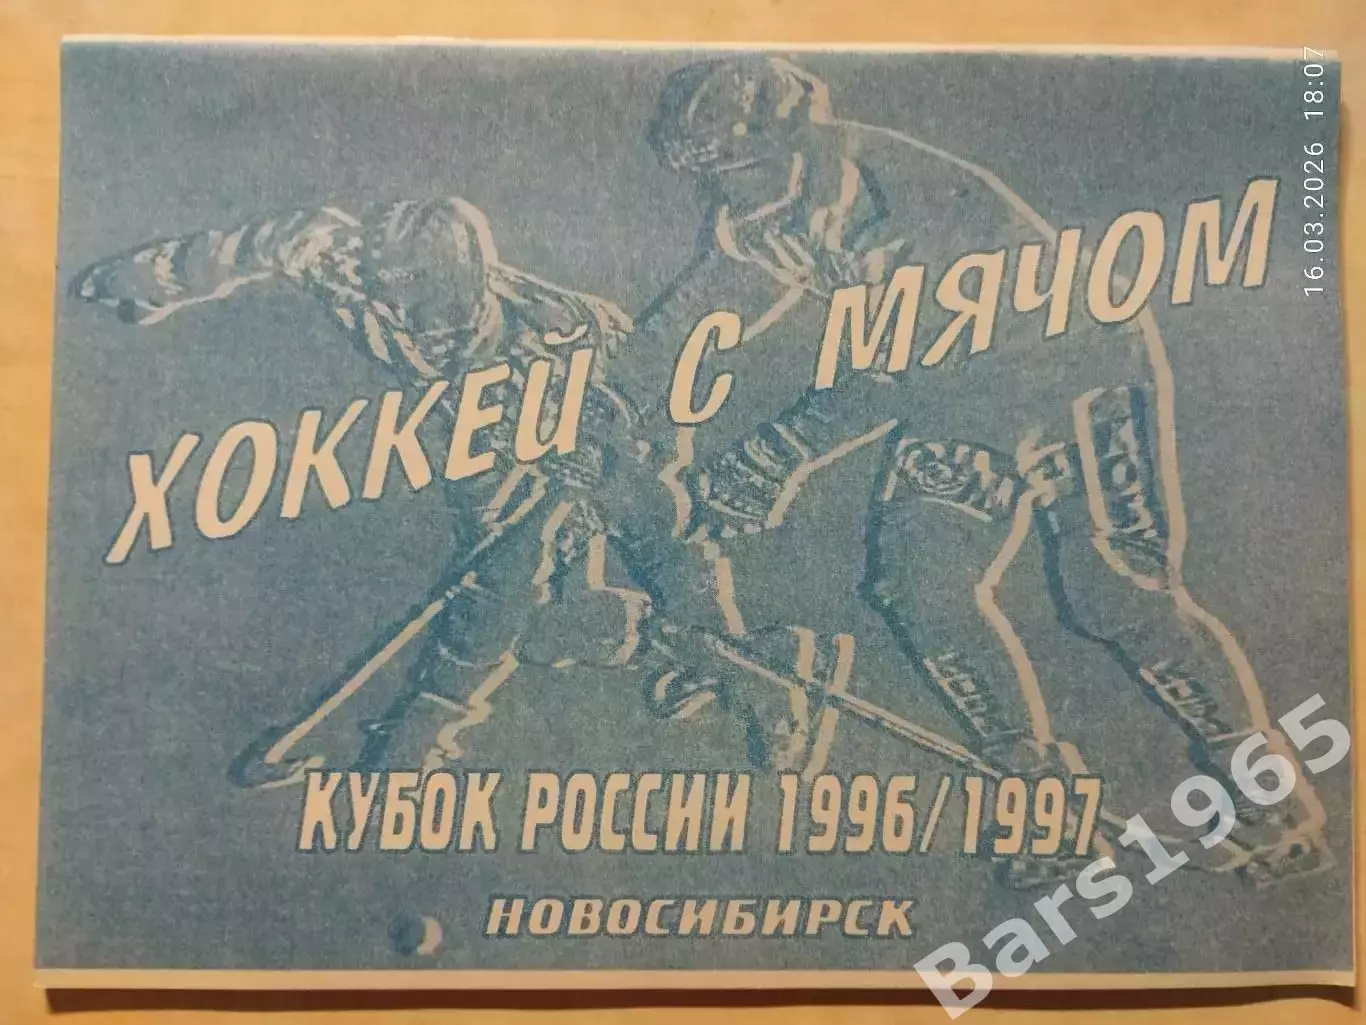 ХОККЕЙ С МЯЧОМ
КУБОК РОССИИ 1996/1997
НОВОСИБИРСК
16.03.2026 18:07
Bars1965